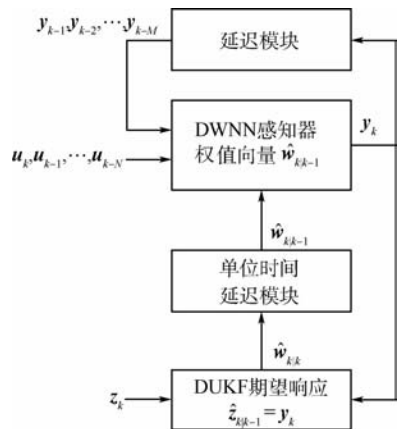 y_{k-1},y_{k-2},⋯,y_{k-M}
延迟模块
DWNN感知器
权值向量 ŵ_{k|k-1}
y_k
u_k,u_{k-1},⋯,u_{k-N}
ŵ_{k|k-1}
单位时间
延迟模块
ŵ_{k|k}
z_k
DUKF期望响应
ẑ_{k|k-1}=y_k